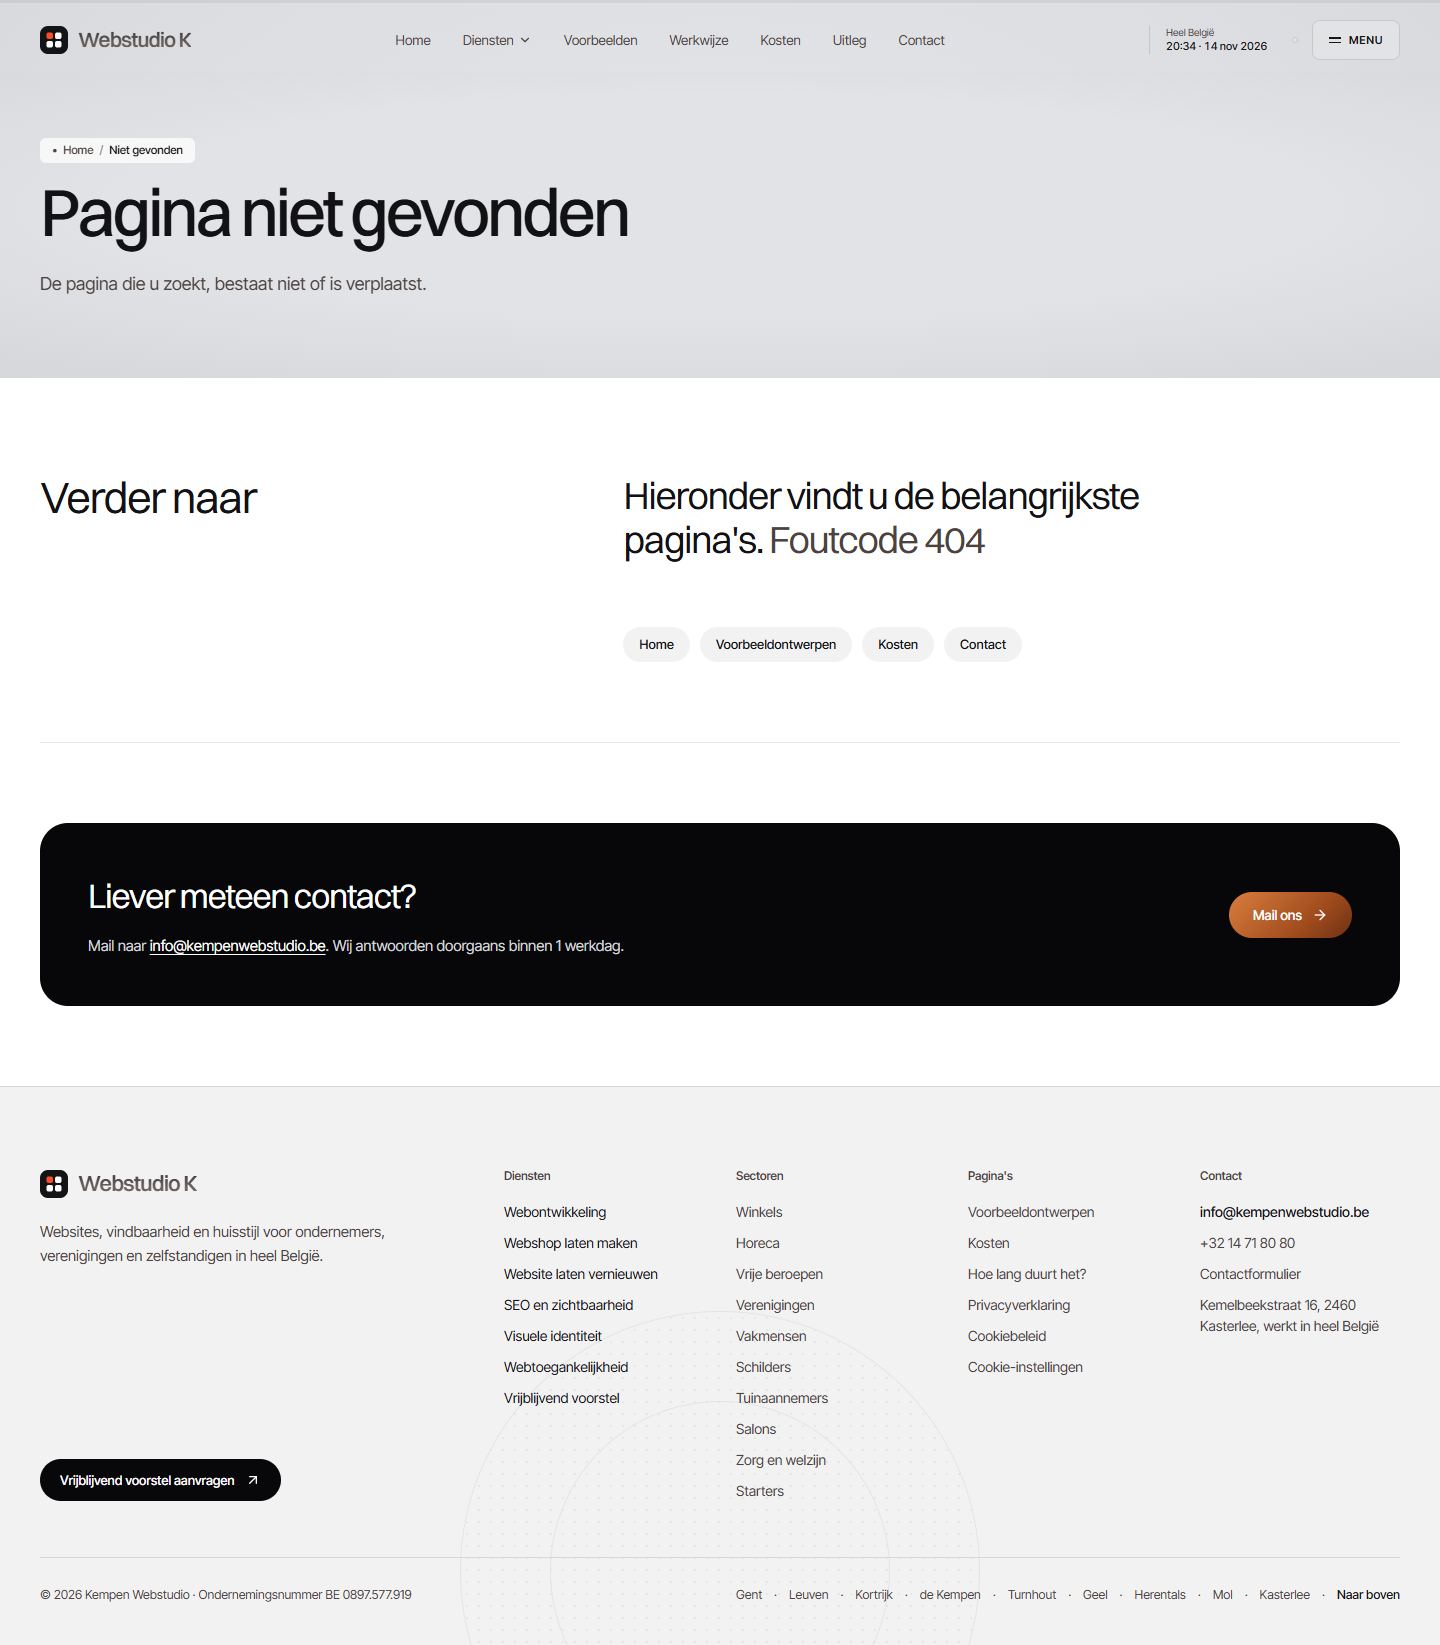 Webstudio K
Home Diensten Voorbeelden Werkwijze Kosten Uitleg Contact
Heel België
20:34 · 14 nov 2026
MENU
• Home / Niet gevonden
Pagina niet gevonden
De pagina die u zoekt, bestaat niet of is verplaatst.
Verder naar
Hieronder vindt u de belangrijkste
pagina's. Foutcode 404
Home Voorbeeldontwerpen Kosten Contact
Liever meteen contact?
Mail naar info@kempenwebstudio.be. Wij antwoorden doorgaans binnen 1 werkdag.
Mail ons
Webstudio K
Websites, vindbaarheid en huisstijl voor ondernemers,
verenigingen en zelfstandigen in heel België.
Vrijblijvend voorstel aanvragen
Diensten
Webontwikkeling
Webshop laten maken
Website laten vernieuwen
SEO en zichtbaarheid
Visuele identiteit
Webtoegankelijkheid
Vrijblijvend voorstel
Sectoren
Winkels
Horeca
Vrije beroepen
Verenigingen
Vakmensen
Schilders
Tuinaannemers
Salons
Zorg en welzijn
Starters
Pagina's
Voorbeeldontwerpen
Kosten
Hoe lang duurt het?
Privacyverklaring
Cookiebeleid
Cookie-instellingen
Contact
info@kempenwebstudio.be
+32 14 71 80 80
Contactformulier
Kemelbeekstraat 16, 2460
Kasterlee, werkt in heel België
© 2026 Kempen Webstudio · Ondernemingsnummer BE 0897.577.919
Gent · Leuven · Kortrijk · de Kempen · Turnhout · Geel · Herentals · Mol · Kasterlee · Naar boven